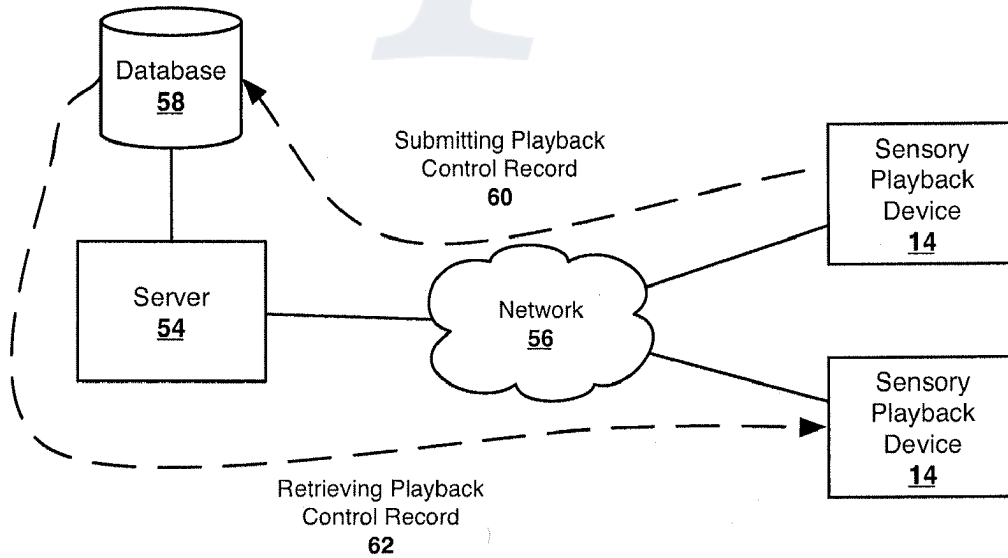 Database
58
Submitting Playback
Control Record
60
Sensory
Playback
Device
14
Server
54
Network
56
Sensory
Playback
Device
14
Retrieving Playback
Control Record
62